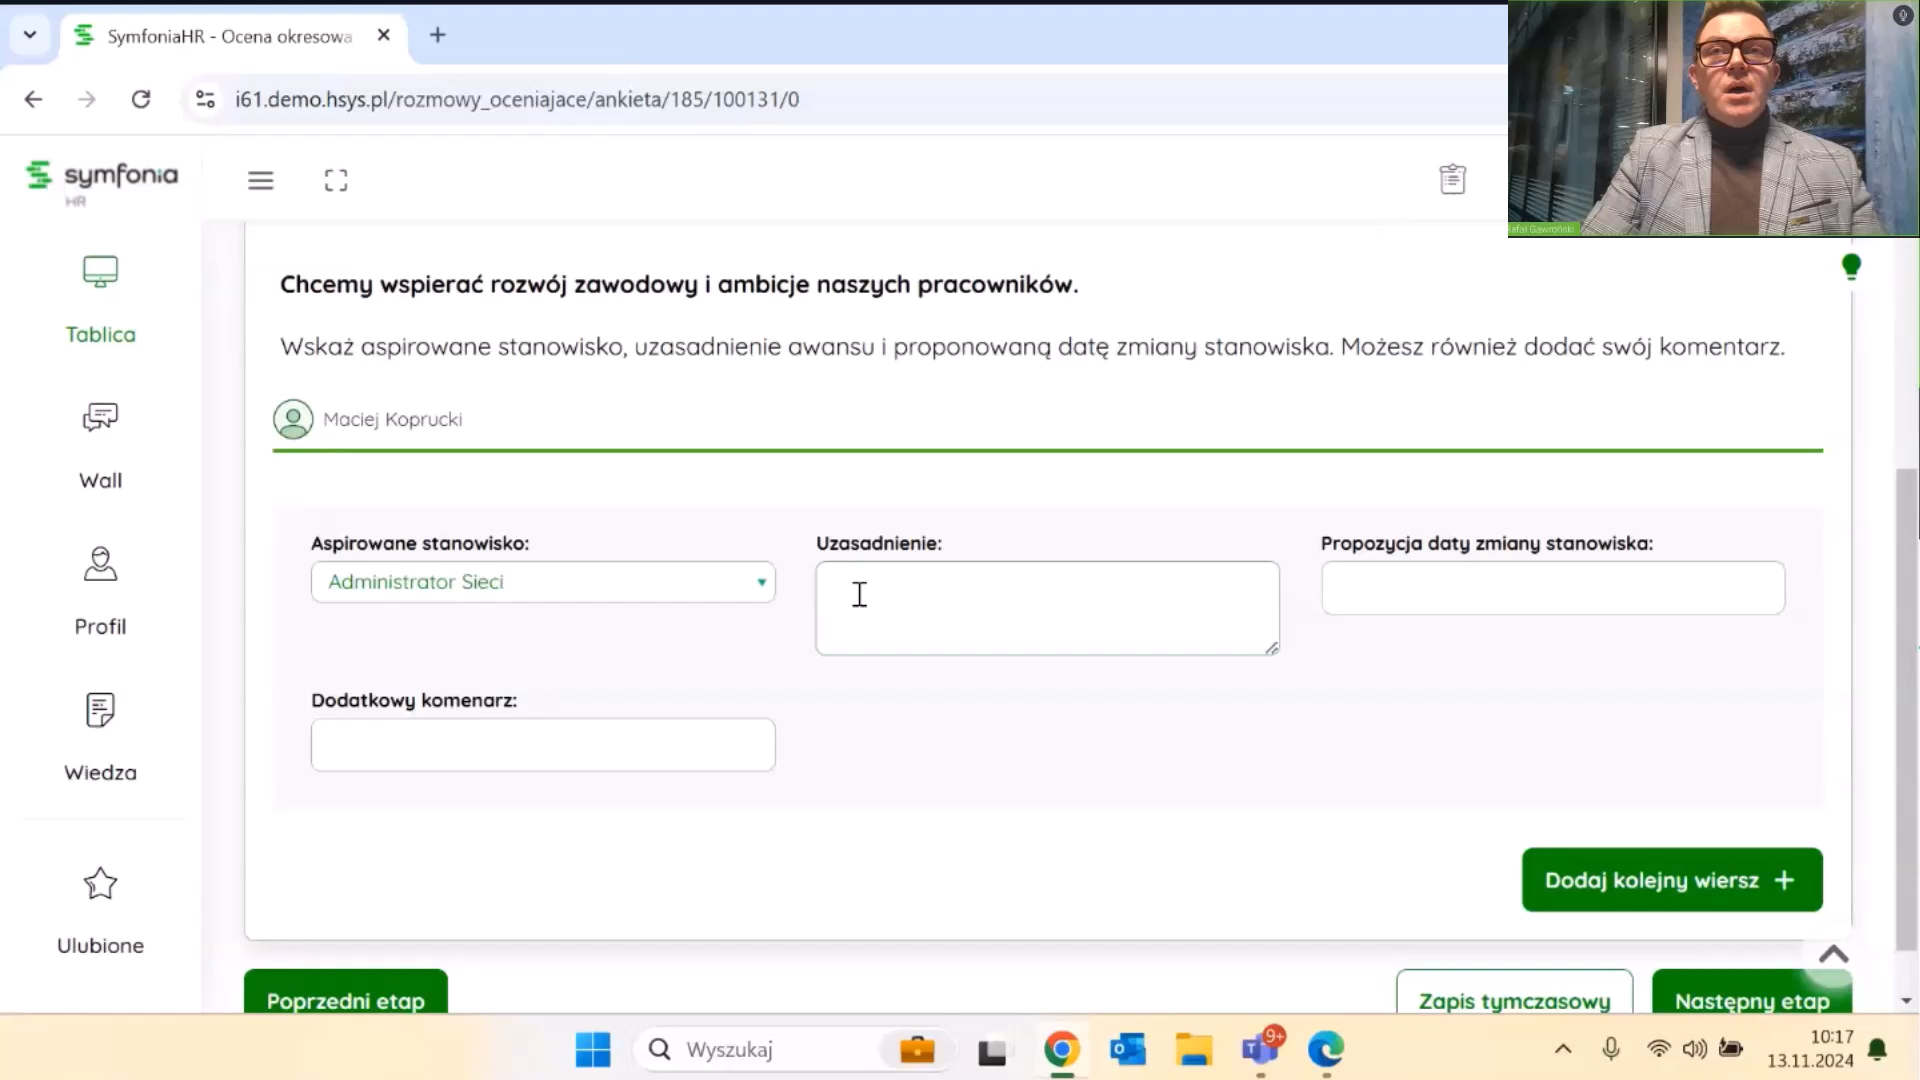 SymfoniaHR - Ocena okresowa
i61.demo.hsys.pl/rozmowy_oceniajace/ankieta/185/100131/0
symfonia
HR
Tablica
Wall
Profil
Wiedza
Ulubione
Chcemy wspierać rozwój zawodowy i ambicje naszych pracowników.
Wskaż aspirowane stanowisko, uzasadnienie awansu i proponowaną datę zmiany stanowiska. Możesz również dodać swój komentarz.
Maciej Koprucki
Aspirowane stanowisko:
Uzasadnienie:
Propozycja daty zmiany stanowiska:
Administrator Sieci
Dodatkowy komenarz:
Dodaj kolejny wiersz +
Poprzedni etap
Zapis tymczasowy
Następny etap
Wyszukaj
9+
10:17
13.11.2024
Rafał Gawroński